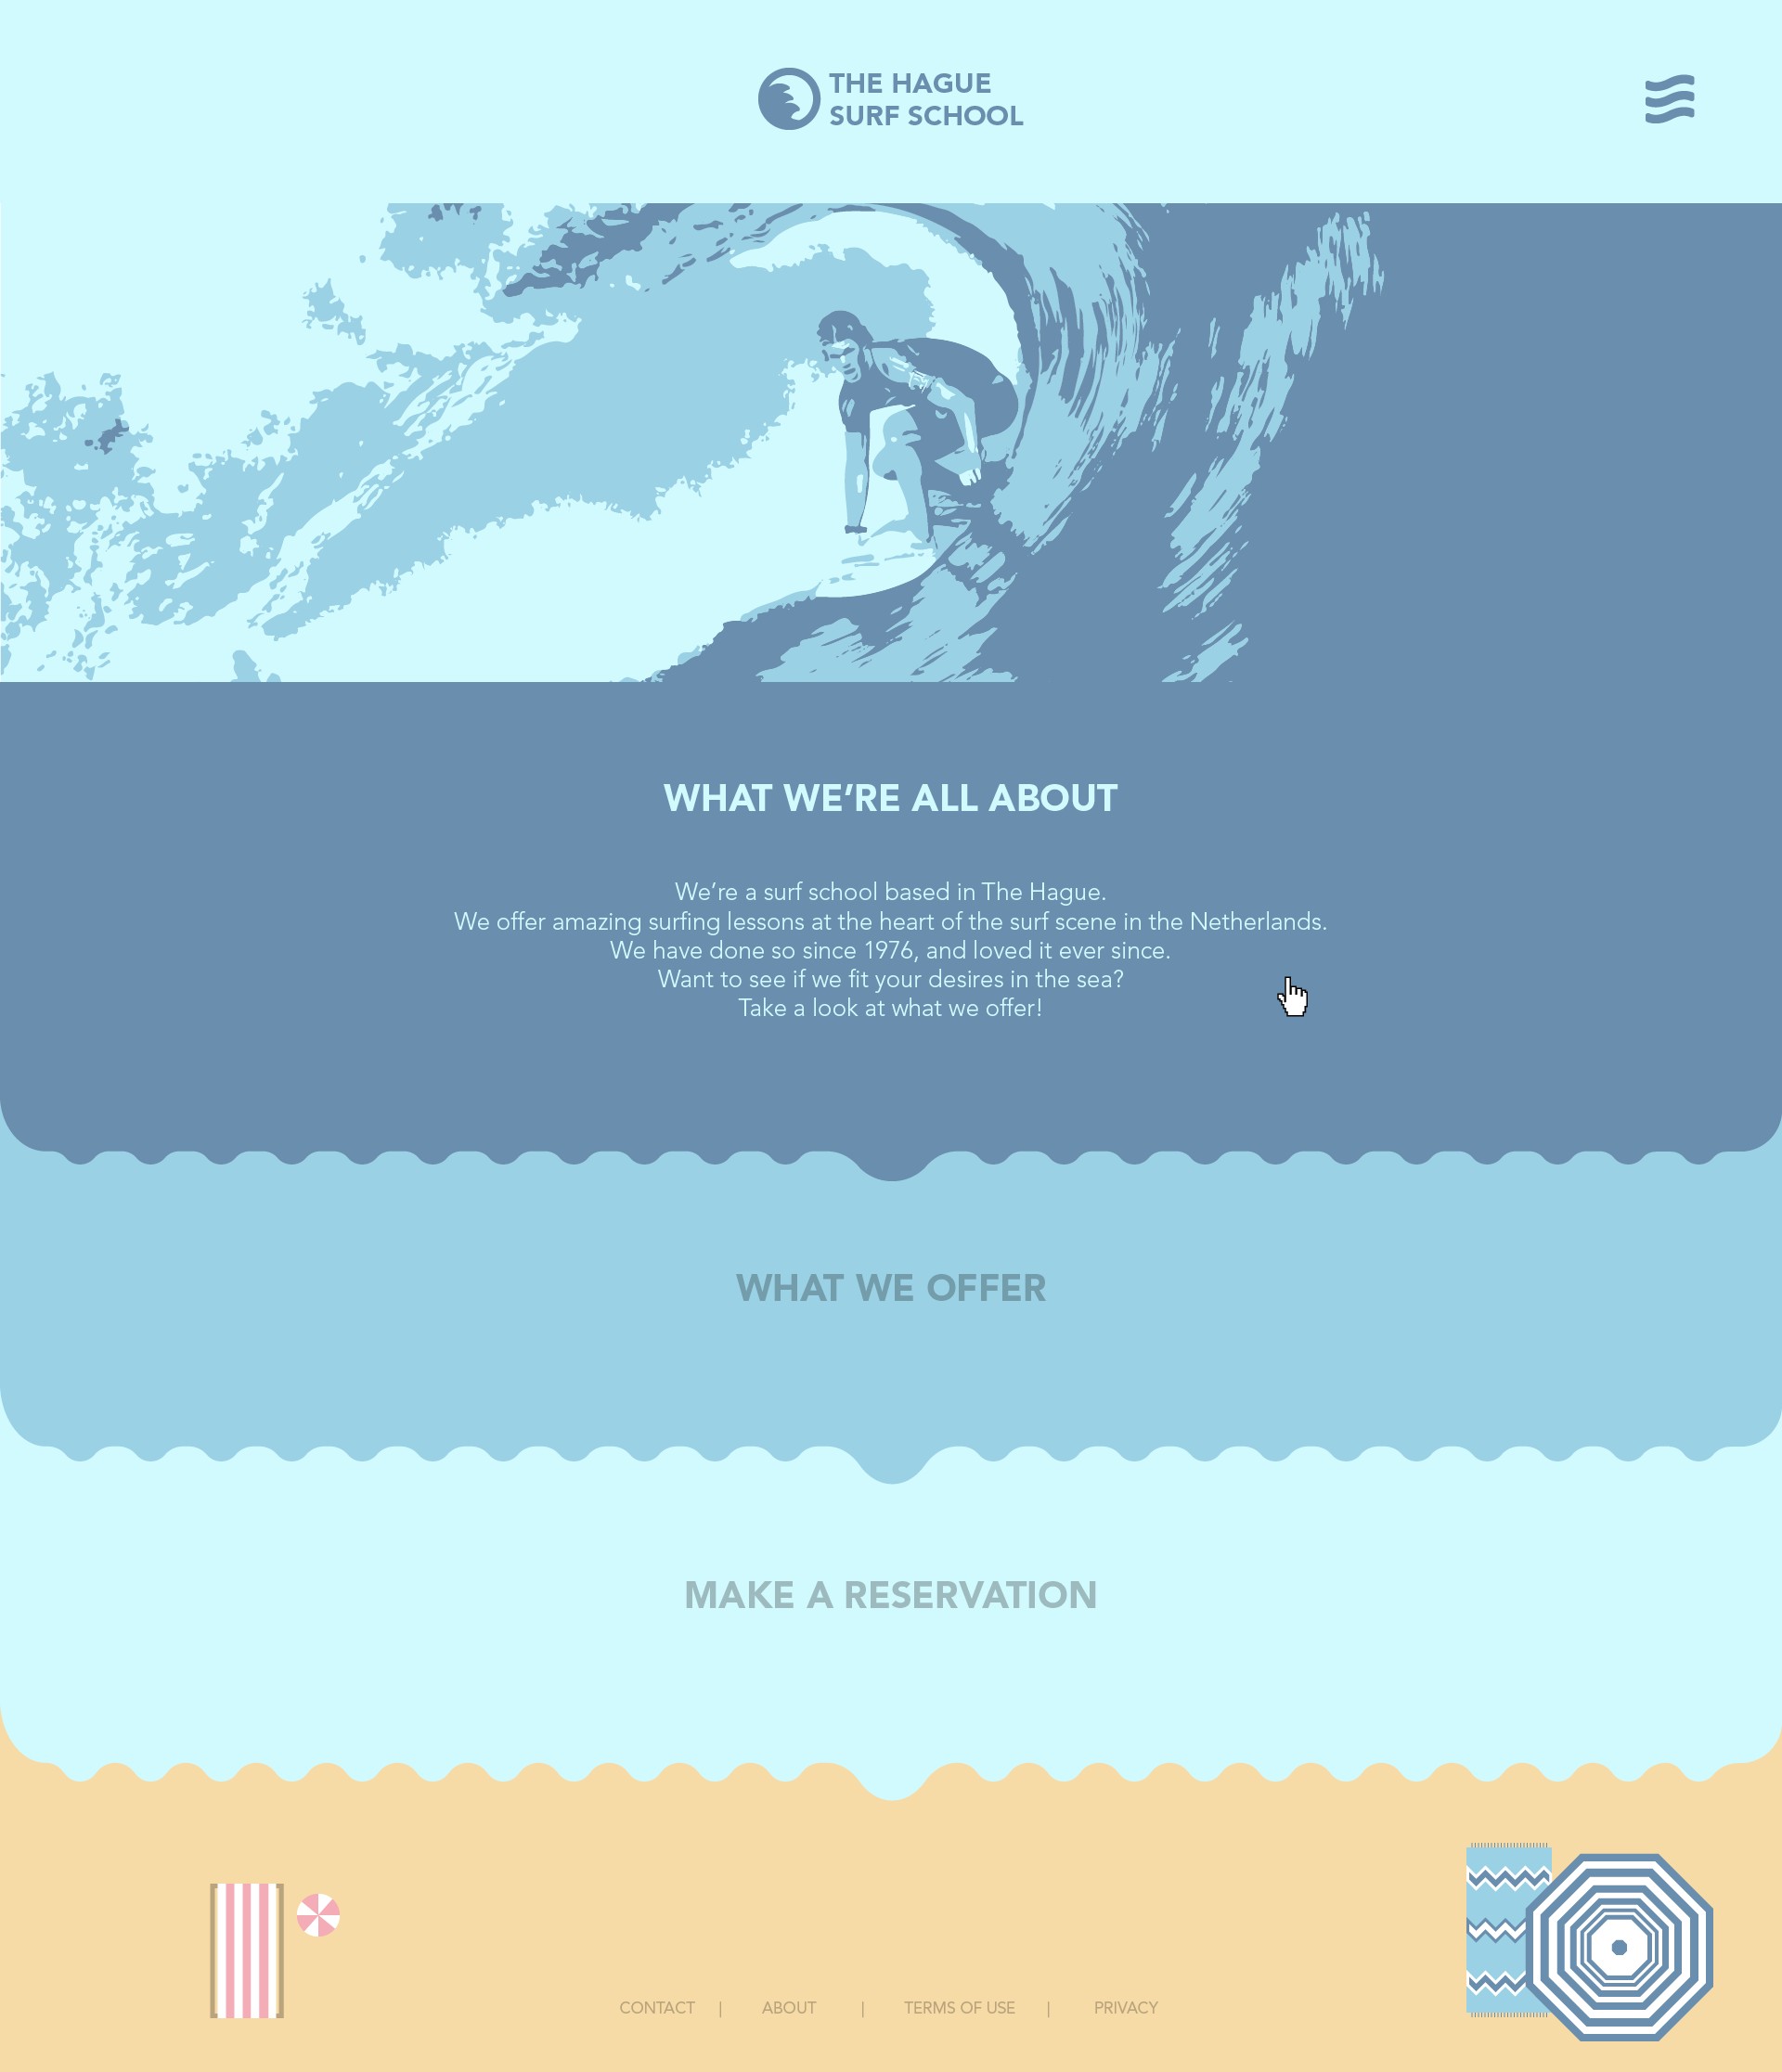 THE HAGUE
SURF SCHOOL
WHAT WE’RE ALL ABOUT
We’re a surf school based in The Hague.
We offer amazing surfing lessons at the heart of the surf scene in the Netherlands.
We have done so since 1976, and loved it ever since.
Want to see if we fit your desires in the sea?
Take a look at what we offer!
WHAT WE OFFER
MAKE A RESERVATION
CONTACT | ABOUT | TERMS OF USE | PRIVACY